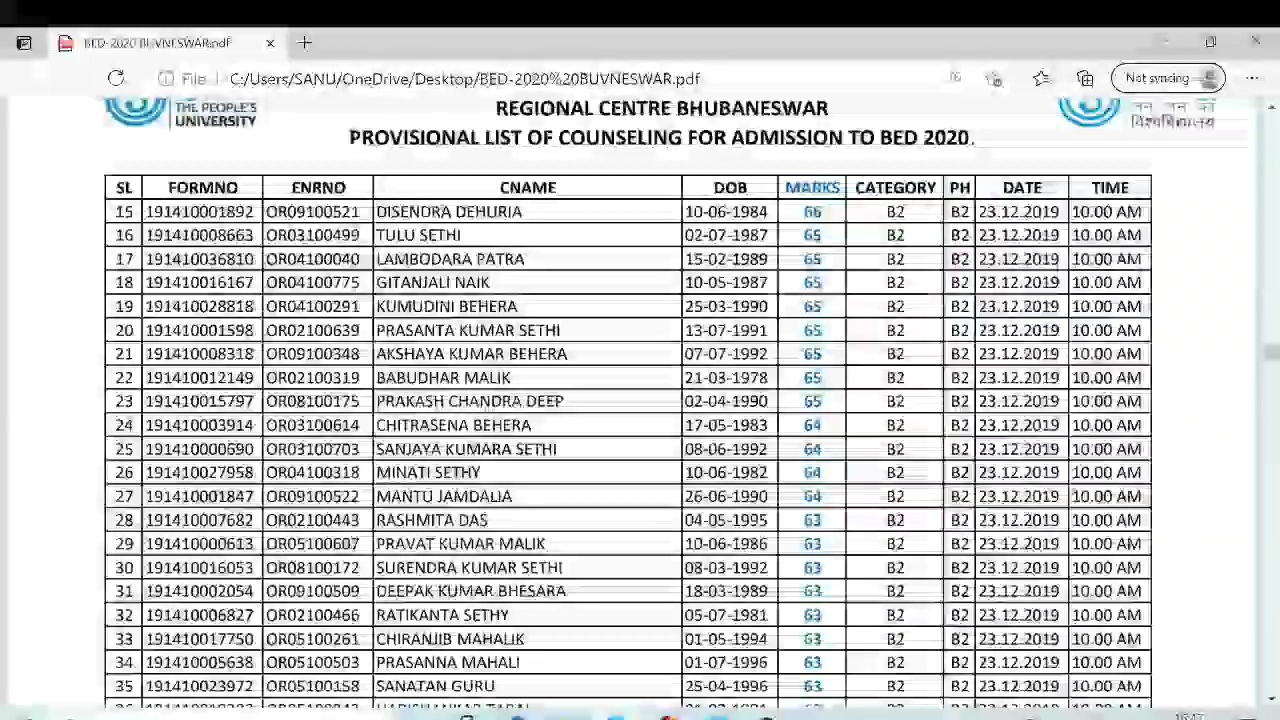 BED-2020 BUVNESWAR.pdf
File C:/Users/SANU/OneDrive/Desktop/BED-2020%20BUVNESWAR.pdf Not syncing
THE PEOPLE'S
UNIVERSITY
REGIONAL CENTRE BHUBANESWAR
जन जन का
विश्वविद्यालय
PROVISIONAL LIST OF COUNSELING FOR ADMISSION TO BED 2020.
SL FORMNO ENRNO CNAME DOB MARKS CATEGORY PH DATE TIME
15 191410001892 OR09100521 DISENDRA DEHURIA 10-06-1984 66 B2 B2 23.12.2019 10.00 AM
16 191410008663 OR03100499 TULU SETHI 02-07-1987 65 B2 B2 23.12.2019 10.00 AM
17 191410036810 OR04100040 LAMBODARA PATRA 15-02-1989 65 B2 B2 23.12.2019 10.00 AM
18 191410016167 OR04100775 GITANJALI NAIK 10-05-1987 65 B2 B2 23.12.2019 10.00 AM
19 191410028818 OR04100291 KUMUDINI BEHERA 25-03-1990 65 B2 B2 23.12.2019 10.00 AM
20 191410001598 OR02100639 PRASANTA KUMAR SETHI 13-07-1991 65 B2 B2 23.12.2019 10.00 AM
21 191410008318 OR09100348 AKSHAYA KUMAR BEHERA 07-07-1992 65 B2 B2 23.12.2019 10.00 AM
22 191410012149 OR02100319 BABUDHAR MALIK 21-03-1978 65 B2 B2 23.12.2019 10.00 AM
23 191410015797 OR08100175 PRAKASH CHANDRA DEEP 02-04-1990 65 B2 B2 23.12.2019 10.00 AM
24 191410003914 OR03100614 CHITRASENA BEHERA 17-05-1983 64 B2 B2 23.12.2019 10.00 AM
25 191410000690 OR03100703 SANJAYA KUMARA SETHI 08-06-1992 64 B2 B2 23.12.2019 10.00 AM
26 191410027958 OR04100318 MINATI SETHY 10-06-1982 64 B2 B2 23.12.2019 10.00 AM
27 191410001847 OR09100522 MANTU JAMDALIA 26-06-1990 64 B2 B2 23.12.2019 10.00 AM
28 191410007682 OR02100443 RASHMITA DAS 04-05-1995 63 B2 B2 23.12.2019 10.00 AM
29 191410000613 OR05100607 PRAVAT KUMAR MALIK 10-06-1986 63 B2 B2 23.12.2019 10.00 AM
30 191410016053 OR08100172 SURENDRA KUMAR SETHI 08-03-1992 63 B2 B2 23.12.2019 10.00 AM
31 191410002054 OR09100509 DEEPAK KUMAR BHESARA 18-03-1989 63 B2 B2 23.12.2019 10.00 AM
32 191410006827 OR02100466 RATIKANTA SETHY 05-07-1981 63 B2 B2 23.12.2019 10.00 AM
33 191410017750 OR05100261 CHIRANJIB MAHALIK 01-05-1994 63 B2 B2 23.12.2019 10.00 AM
34 191410005638 OR05100503 PRASANNA MAHALI 01-07-1996 63 B2 B2 23.12.2019 10.00 AM
35 191410023972 OR05100158 SANATAN GURU 25-04-1996 63 B2 B2 23.12.2019 10.00 AM